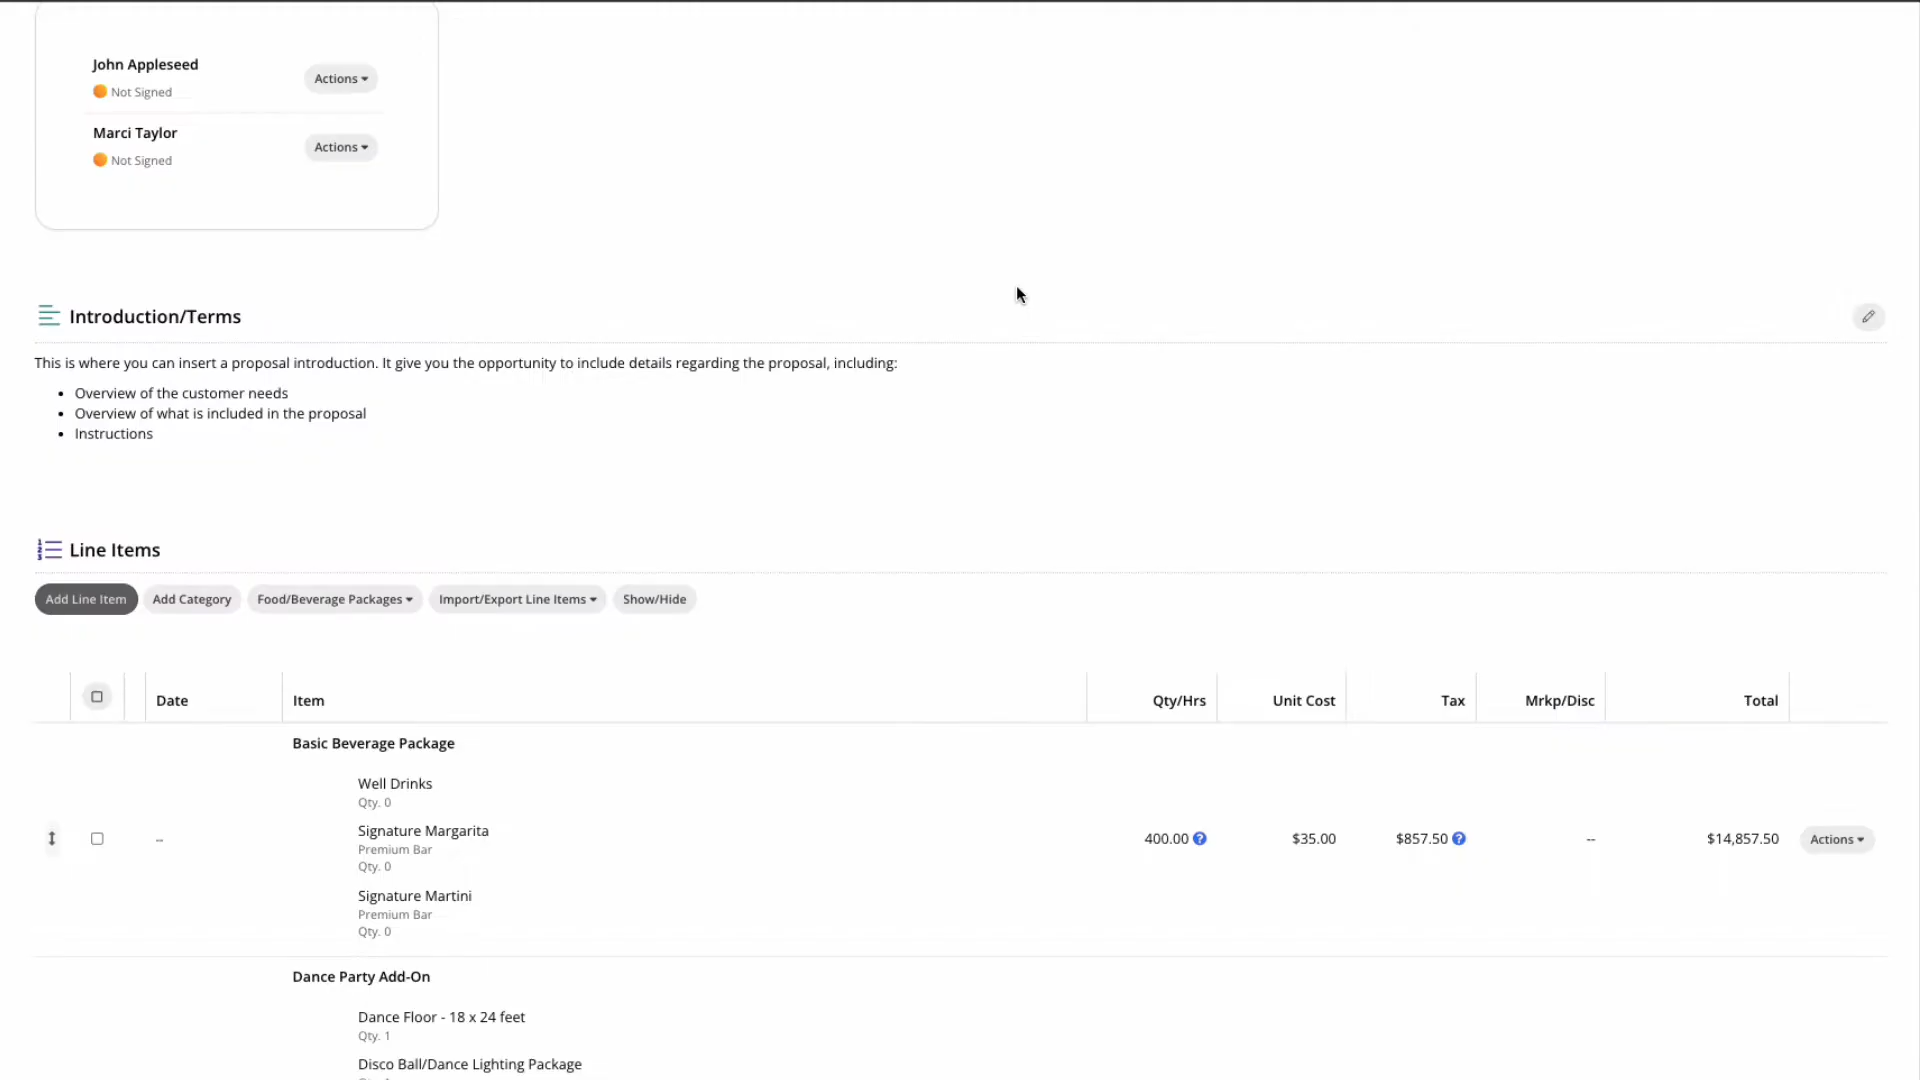 John Appleseed
Not Signed
Actions
Marci Taylor
Not Signed
Actions
Introduction/Terms
This is where you can insert a proposal introduction. It give you the opportunity to include details regarding the proposal, including:
• Overview of the customer needs
• Overview of what is included in the proposal
• Instructions
Line Items
Add Line Item Add Category Food/Beverage Packages Import/Export Line Items Show/Hide
Date Item Qty/Hrs Unit Cost Tax Mrkp/Disc Total
Basic Beverage Package
Well Drinks
Qty. 0
Signature Margarita
Premium Bar
Qty. 0
Signature Martini
Premium Bar
Qty. 0
-- 400.00 ? $35.00 $857.50 ? -- $14,857.50 Actions
Dance Party Add-On
Dance Floor - 18 x 24 feet
Qty. 1
Disco Ball/Dance Lighting Package